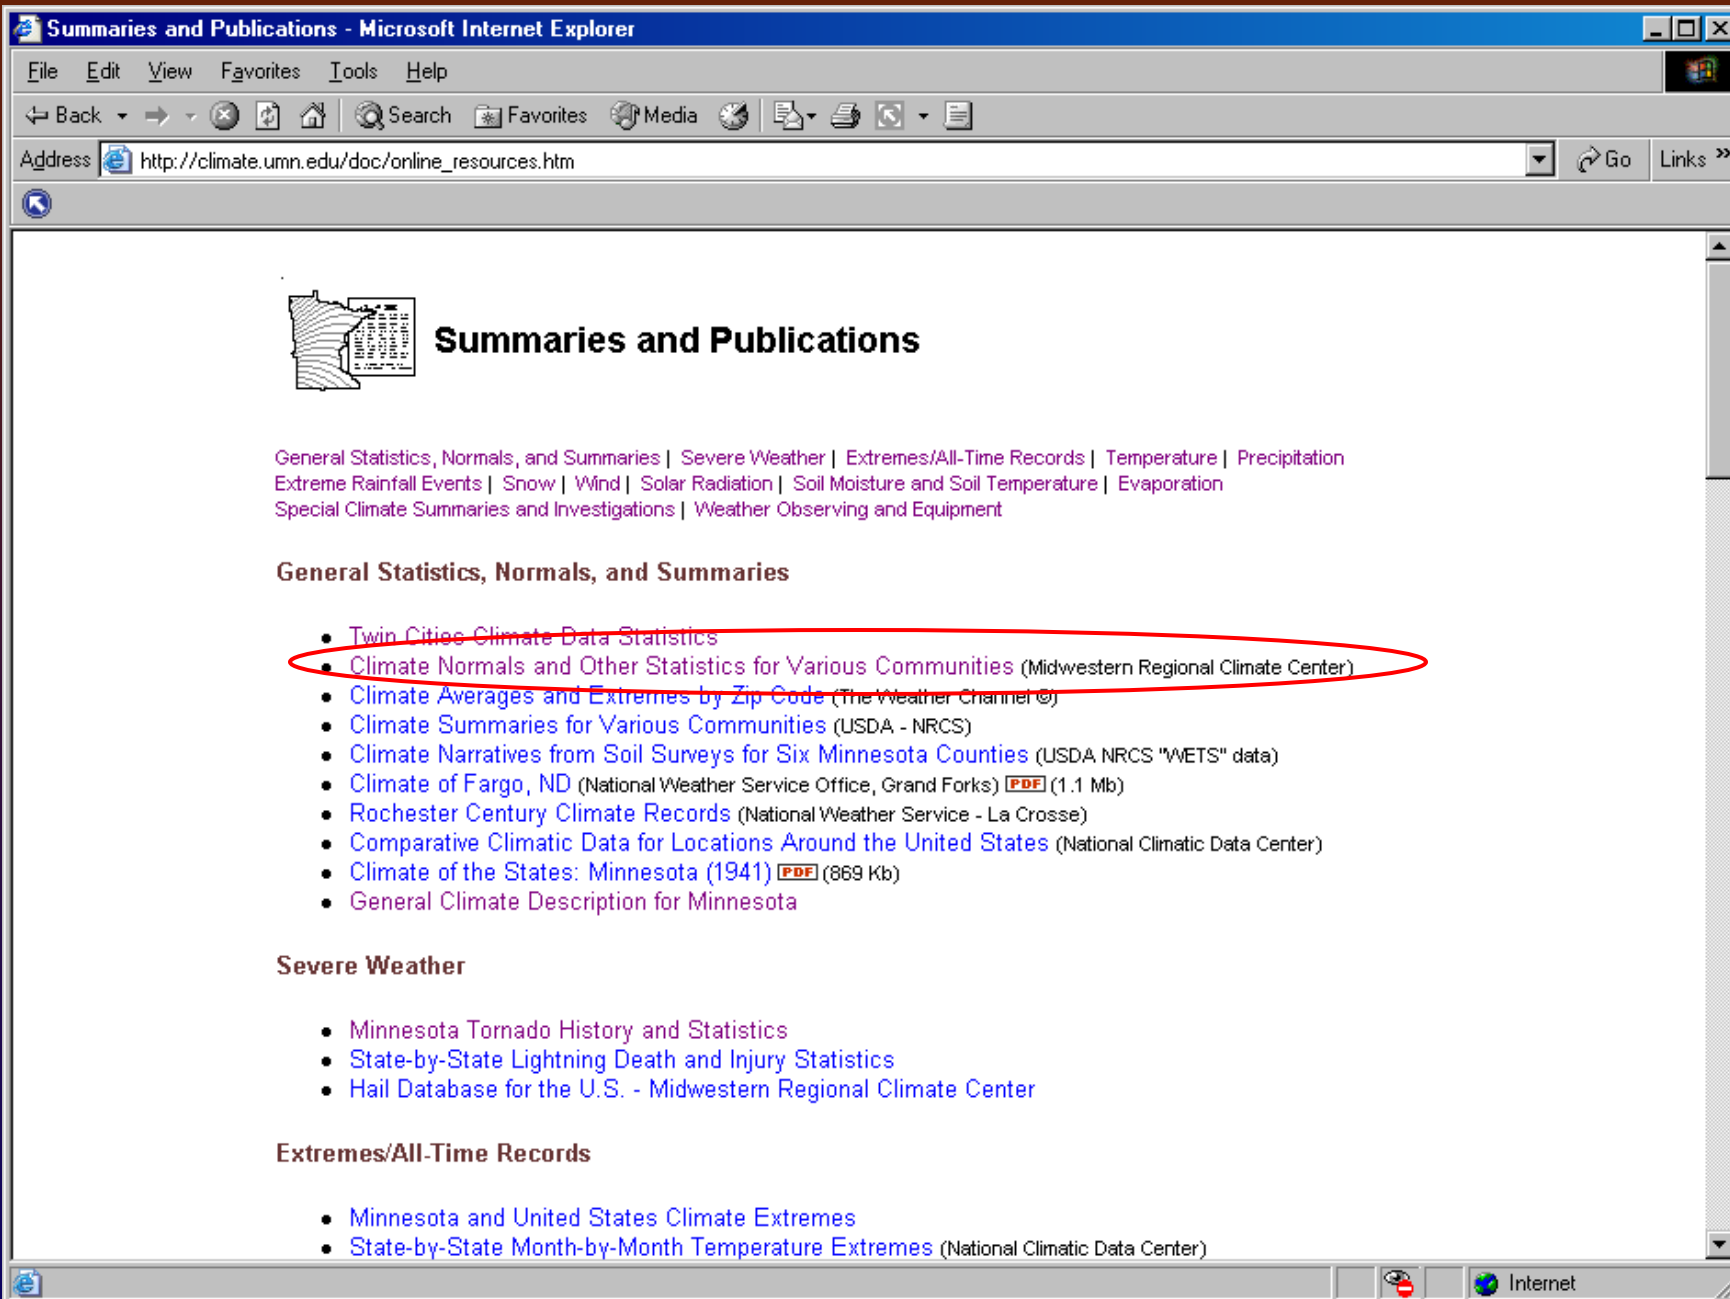 Summaries and Publications - Microsoft Internet Explorer
File Edit View Favorites Tools Help
Back Search Favorites Media
Address http://climate.umn.edu/doc/online_resources.htm Go Links »
Summaries and Publications
General Statistics, Normals, and Summaries | Severe Weather | Extremes/All-Time Records | Temperature | Precipitation
Extreme Rainfall Events | Snow | Wind | Solar Radiation | Soil Moisture and Soil Temperature | Evaporation
Special Climate Summaries and Investigations | Weather Observing and Equipment
General Statistics, Normals, and Summaries
• Twin Cities Climate Data Statistics
• Climate Normals and Other Statistics for Various Communities (Midwestern Regional Climate Center)
• Climate Averages and Extremes by Zip Code (The Weather Channel ©)
• Climate Summaries for Various Communities (USDA - NRCS)
• Climate Narratives from Soil Surveys for Six Minnesota Counties (USDA NRCS "WETS" data)
• Climate of Fargo, ND (National Weather Service Office, Grand Forks) PDF (1.1 Mb)
• Rochester Century Climate Records (National Weather Service - La Crosse)
• Comparative Climatic Data for Locations Around the United States (National Climatic Data Center)
• Climate of the States: Minnesota (1941) PDF (869 Kb)
• General Climate Description for Minnesota
Severe Weather
• Minnesota Tornado History and Statistics
• State-by-State Lightning Death and Injury Statistics
• Hail Database for the U.S. - Midwestern Regional Climate Center
Extremes/All-Time Records
• Minnesota and United States Climate Extremes
• State-by-State Month-by-Month Temperature Extremes (National Climatic Data Center)
Internet